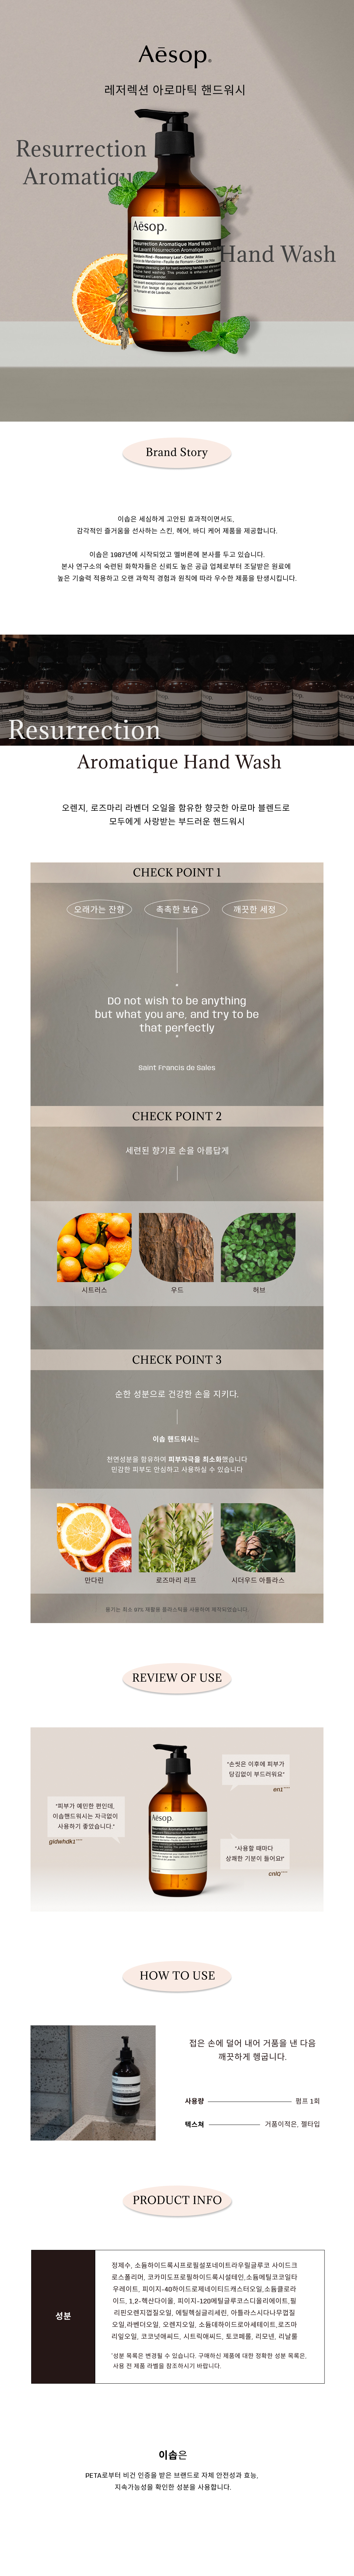 Aēsop.
레저렉션 아로마틱 핸드워시
Resurrection
Aromatique
Hand Wash
Aēsop.
Resurrection Aromatique Hand Wash
Gel Lavant Résurrection Aromatique pour les
Mandarin Rind · Rosemary Leaf · Cedar Atlas
Brand Story
이솝은 세심하게 고안된 효과적이면서도,
감각적인 즐거움을 선사하는 스킨, 헤어, 바디 케어 제품을 제공합니다.
이솝은 1987년에 시작되었고 멜버른에 본사를 두고 있습니다.
본사 연구소의 숙련된 화학자들은 신뢰도 높은 공급 업체로부터 조달받은 원료에
높은 기술력 적용하고 오랜 과학적 경험과 원칙에 따라 우수한 제품을 탄생시킵니다.
Resurrection
Aromatique Hand Wash
오렌지, 로즈마리 라벤더 오일을 함유한 향긋한 아로마 블렌드로
모두에게 사랑받는 부드러운 핸드워시
CHECK POINT 1
오래가는 잔향 촉촉한 보습 깨끗한 세정
"
DO not wish to be anything
but what you are, and try to be
that perfectly
"
Saint Francis de Sales
CHECK POINT 2
세련된 향기로 손을 아름답게
시트러스 우드 허브
CHECK POINT 3
순한 성분으로 건강한 손을 지키다.
이솝 핸드워시는
천연성분을 함유하여 피부자극을 최소화했습니다
민감한 피부도 안심하고 사용하실 수 있습니다
만다린 로즈마리 리프 시더우드 아틀라스
용기는 최소 97% 재활용 플라스틱을 사용하여 제작되었습니다.
REVIEW OF USE
"손씻은 이후에 피부가
당김없이 부드러워요"
en1****
"피부가 예민한 편인데,
이솝핸드워시는 자극없이
사용하기 좋았습니다."
gidwhdk1****
Aēsop.
"사용할 때마다
상쾌한 기분이 들어요!"
cnlQ****
HOW TO USE
접은 손에 덜어 내어 거품을 낸 다음
깨끗하게 헹굽니다.
사용량 펌프 1회
텍스쳐 거품이적은, 젤타입
PRODUCT INFO
성분
정제수, 소듐하이드록시프로필설포네이트라우릴글루코 사이드크
로스폴리머, 코카미도프로필하이드록시설테인,소듐메틸코코일타
우레이트, 피이지-40하이드로제네이티드캐스터오일,소듐클로라
이드, 1,2-헥산다이올, 피이지-120메틸글루코스디올리에이트,필
리핀오렌지껍질오일, 에틸헥실글리세린, 아틀라스시다나무껍질
오일,라벤더오일, 오렌지오일, 소듐데하이드로아세테이트,로즈마
리잎오일, 코코넛애씨드, 시트릭애씨드, 토코페롤, 리모넨, 리날룰
*성분 목록은 변경될 수 있습니다. 구매하신 제품에 대한 정확한 성분 목록은,
사용 전 제품 라벨을 참조하시기 바랍니다.
이솝은
PETA로부터 비건 인증을 받은 브랜드로 자체 안전성과 효능,
지속가능성을 확인한 성분을 사용합니다.